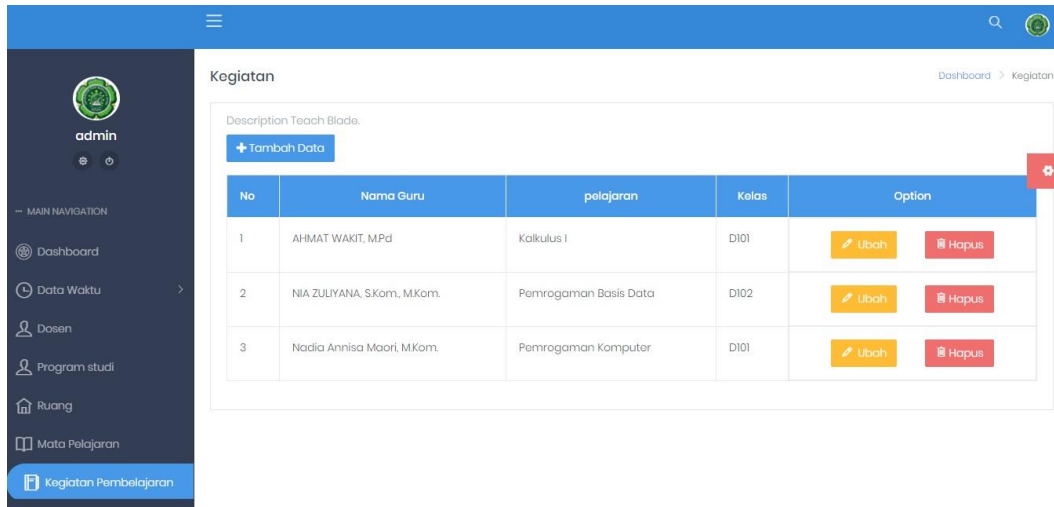 Kegiatan
Dashboard > Kegiatan
admin
Description Teach Blade.
Tambah Data
No Nama Guru pelajaran Kelas Option
1 AHMAT WAKIT, M.Pd Kalkulus I D101 Ubah Hapus
2 NIA ZULIYANA, S.Kom., M.Kom. Pemrogaman Basis Data D102 Ubah Hapus
3 Nadia Annisa Maori, M.Kom. Pemrogaman Komputer D101 Ubah Hapus
MAIN NAVIGATION
Dashboard
Data Waktu
Dosen
Program studi
Ruang
Mata Pelajaran
Kegiatan Pembelajaran